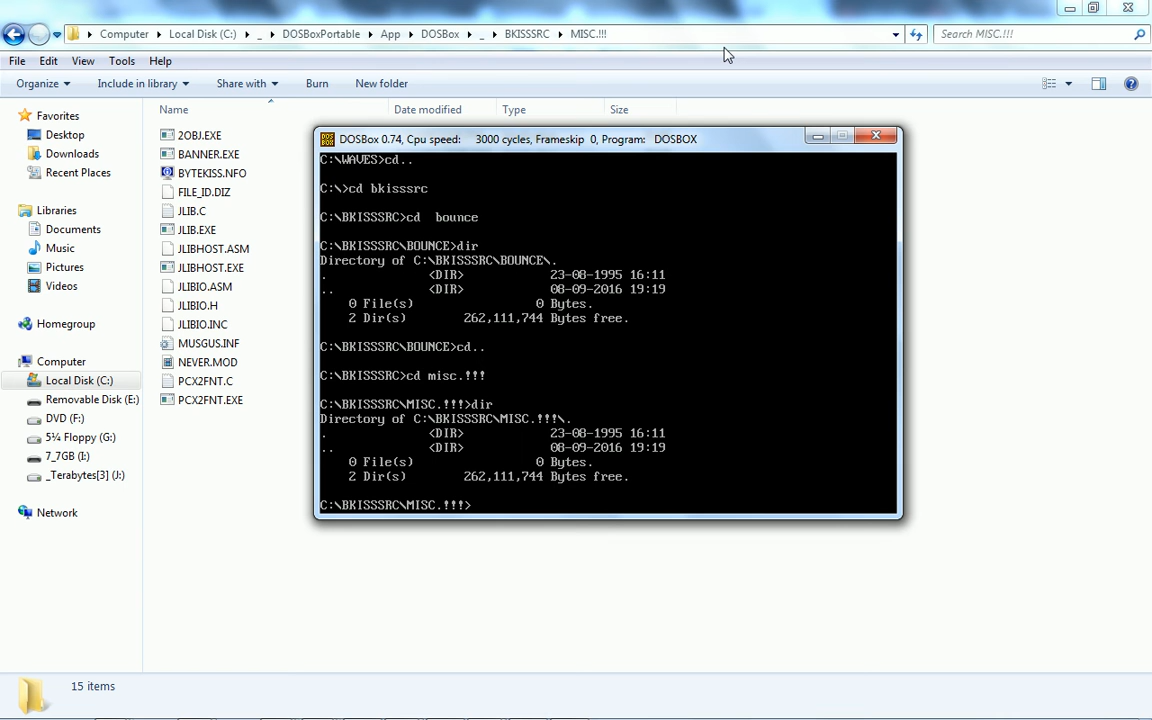 Computer Local Disk (C:) _ DOSBoxPortable App DOSBox _ BKISSSRC MISC.!!! Search MISC.!!!
File Edit View Tools Help
Organize Include in library Share with Burn New folder
Favorites
Desktop
Downloads
Recent Places
Libraries
Documents
Music
Pictures
Videos
Homegroup
Computer
Local Disk (C:)
Removable Disk (E:)
DVD (F:)
5¼ Floppy (G:)
7_7GB (I:)
_Terabytes[3] (J:)
Network
Name Date modified Type Size
2OBJ.EXE
BANNER.EXE
BYTEKISS.NFO
FILE_ID.DIZ
JLIB.C
JLIB.EXE
JLIBHOST.ASM
JLIBHOST.EXE
JLIBIO.ASM
JLIBIO.H
JLIBIO.INC
MUSGUS.INF
NEVER.MOD
PCX2FNT.C
PCX2FNT.EXE
DOSBox 0.74, Cpu speed: 3000 cycles, Frameskip 0, Program: DOSBOX
C:\WAVES>cd..
C:\>cd bkisssrc
C:\BKISSSRC>cd  bounce
C:\BKISSSRC\BOUNCE>dir
Directory of C:\BKISSSRC\BOUNCE\.
. <DIR> 23-08-1995 16:11
.. <DIR> 08-09-2016 19:19
0 File(s) 0 Bytes.
2 Dir(s) 262,111,744 Bytes free.
C:\BKISSSRC\BOUNCE>cd..
C:\BKISSSRC>cd misc.!!!
C:\BKISSSRC\MISC.!!!>dir
Directory of C:\BKISSSRC\MISC.!!!\.
. <DIR> 23-08-1995 16:11
.. <DIR> 08-09-2016 19:19
0 File(s) 0 Bytes.
2 Dir(s) 262,111,744 Bytes free.
C:\BKISSSRC\MISC.!!!>
15 items